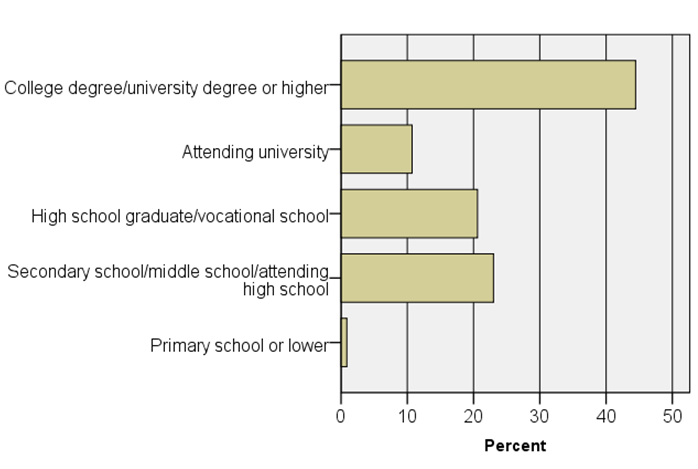 College degree/university degree or higher
Attending university
High school graduate/vocational school
Secondary school/middle school/attending
high school
Primary school or lower
0 10 20 30 40 50
Percent